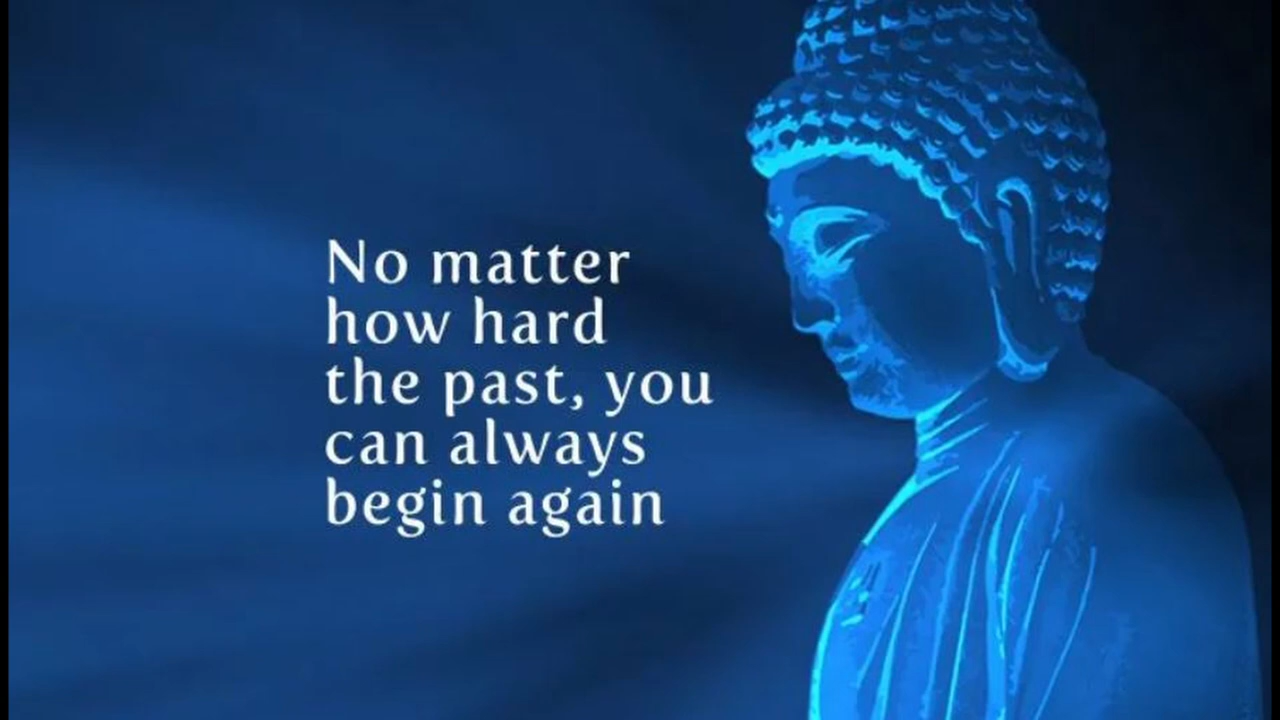 No matter
how hard
the past, you
can always
begin again